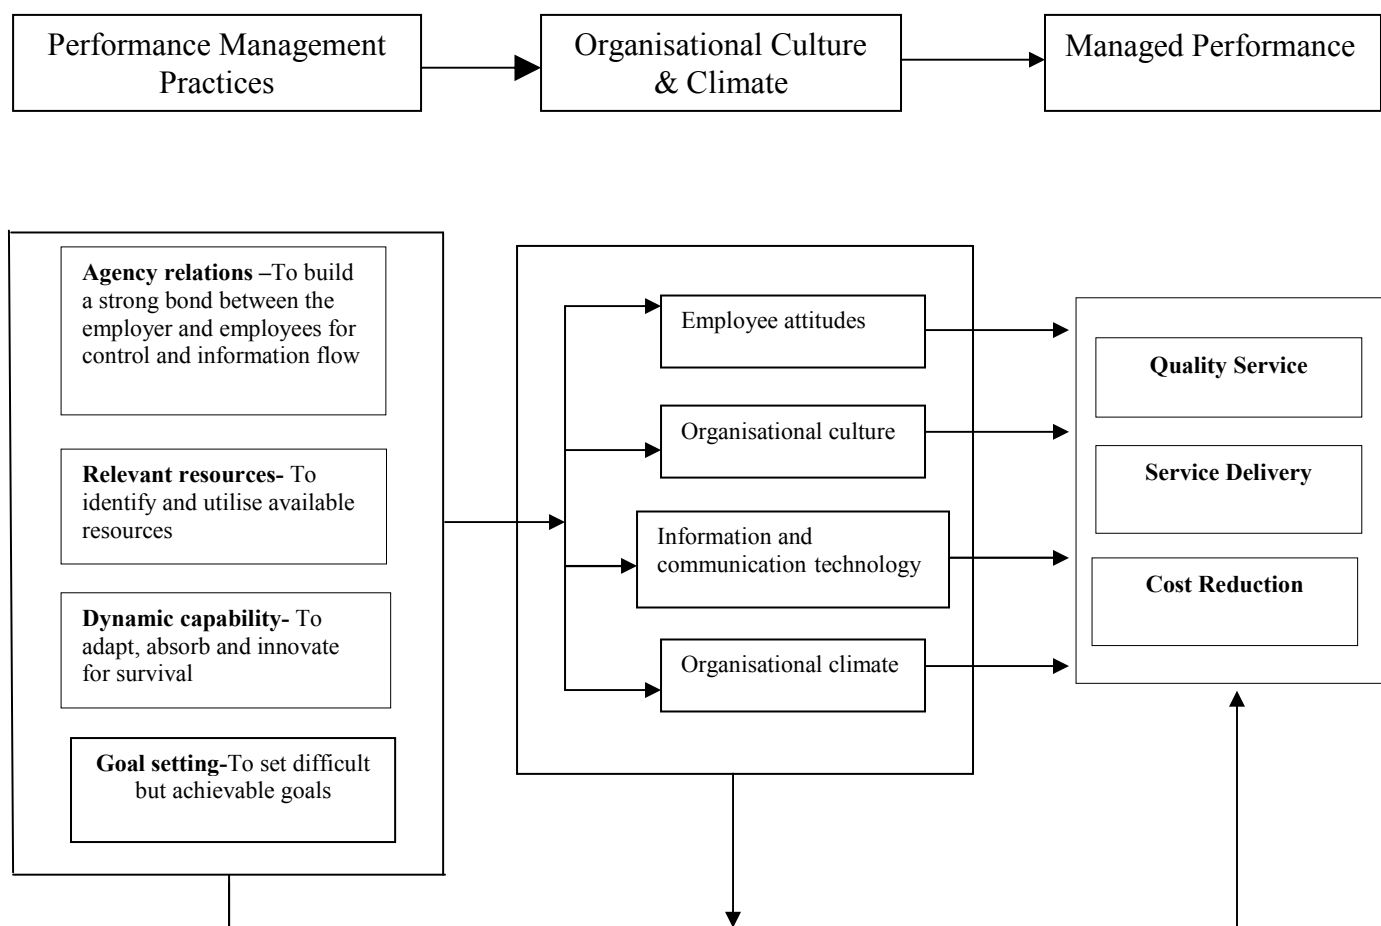 Performance Management
Practices
Organisational Culture
& Climate
Managed Performance
Agency relations –To build
a strong bond between the
employer and employees for
control and information flow
Relevant resources- To
identify and utilise available
resources
Dynamic capability- To
adapt, absorb and innovate
for survival
Goal setting-To set difficult
but achievable goals
Employee attitudes
Organisational culture
Information and
communication technology
Organisational climate
Quality Service
Service Delivery
Cost Reduction